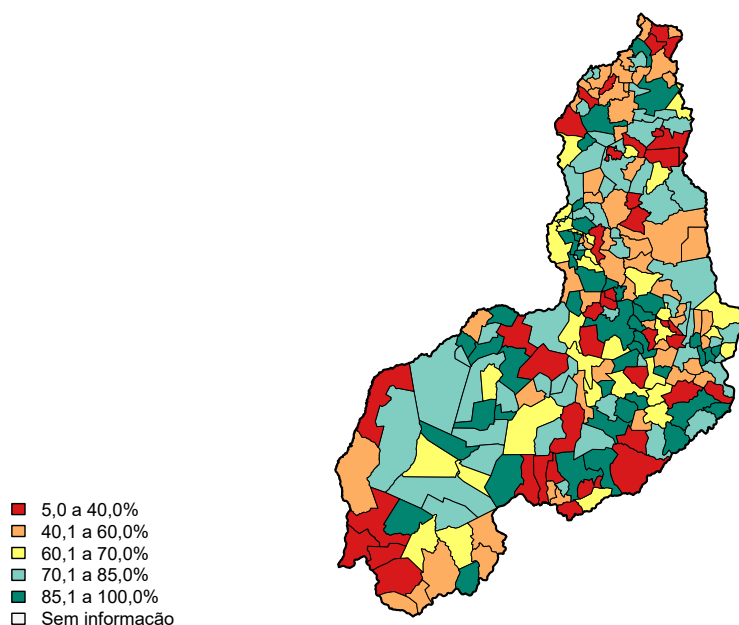 5,0 a 40,0%
40,1 a 60,0%
60,1 a 70,0%
70,1 a 85,0%
85,1 a 100,0%
Sem informação